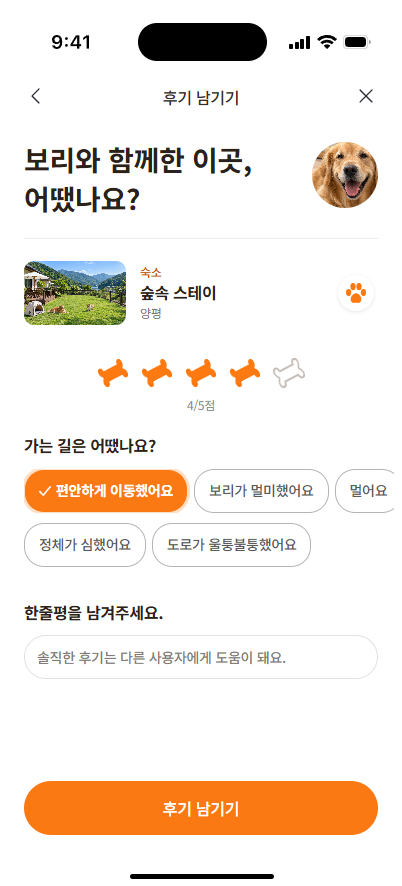 9:41
후기 남기기
보리와 함께한 이곳,
어땠나요?
숙소
숲속 스테이
양평
4/5점
가는 길은 어땠나요?
편안하게 이동했어요 보리가 멀미했어요 멀어요
정체가 심했어요 도로가 울퉁불퉁했어요
한줄평을 남겨주세요.
솔직한 후기는 다른 사용자에게 도움이 돼요.
후기 남기기